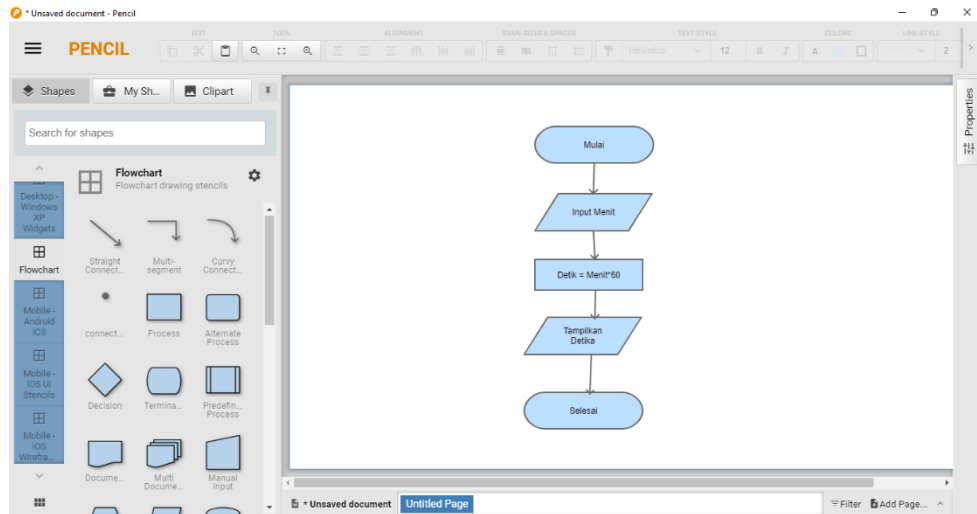 * Unsaved document - Pencil
EDIT
100%
ALIGNMENT
SAME SIZES & SPACES
TEXT STYLE
COLORS
LINE STYLE
PENCIL
Helvetica
12
B
I
A
2
Shapes
My Sh...
Clipart
Properties
Search for shapes
Flowchart
Flowchart drawing stencils
Desktop -
Windows
XP
Widgets
Flowchart
Mobile -
Android
ICS
Mobile -
iOS UI
Stencils
Mobile -
iOS
Wirefra...
Straight
Connect...
Multi-
segment
Curvy
Connect...
connect...
Process
Alternate
Process
Decision
Termina...
Predefin...
Process
Docume...
Multi
Docume...
Manual
Input
Mulai
Input Menit
Detik = Menit*60
Tampilkan
Detika
Selesai
* Unsaved document
Untitled Page
Filter
Add Page...